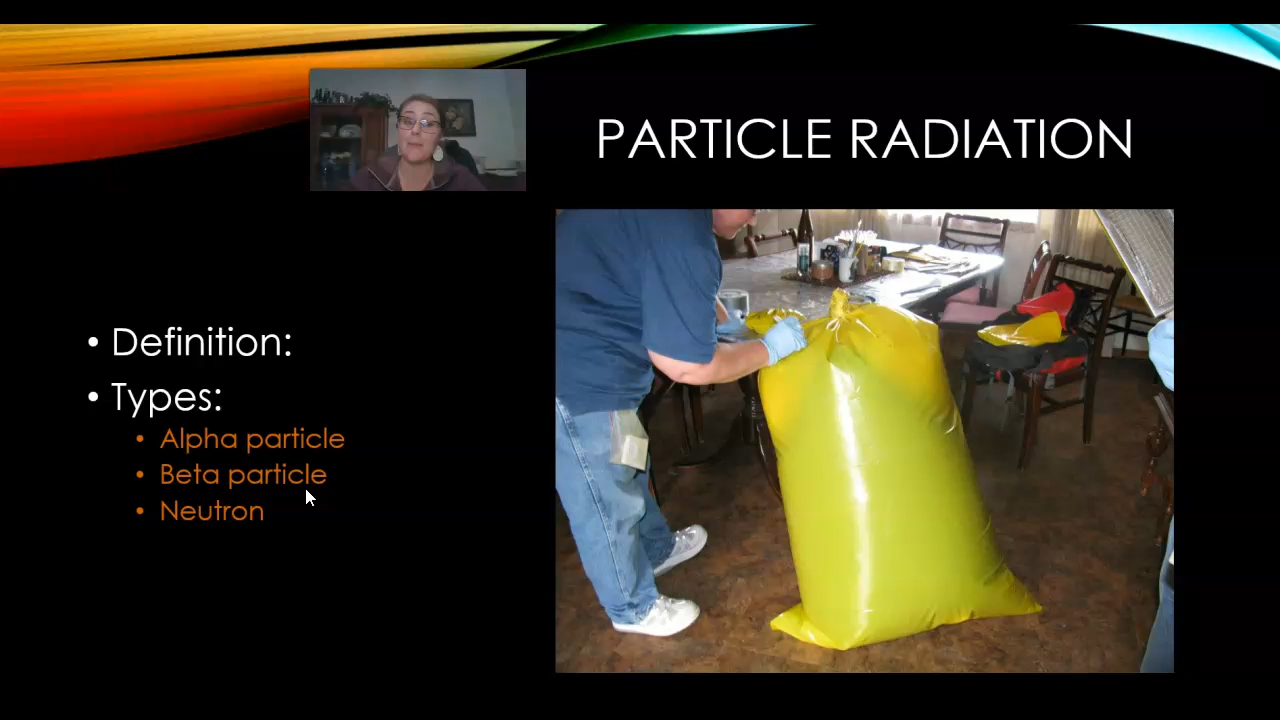 PARTICLE RADIATION
• Definition:
• Types:
• Alpha particle
• Beta particle
• Neutron